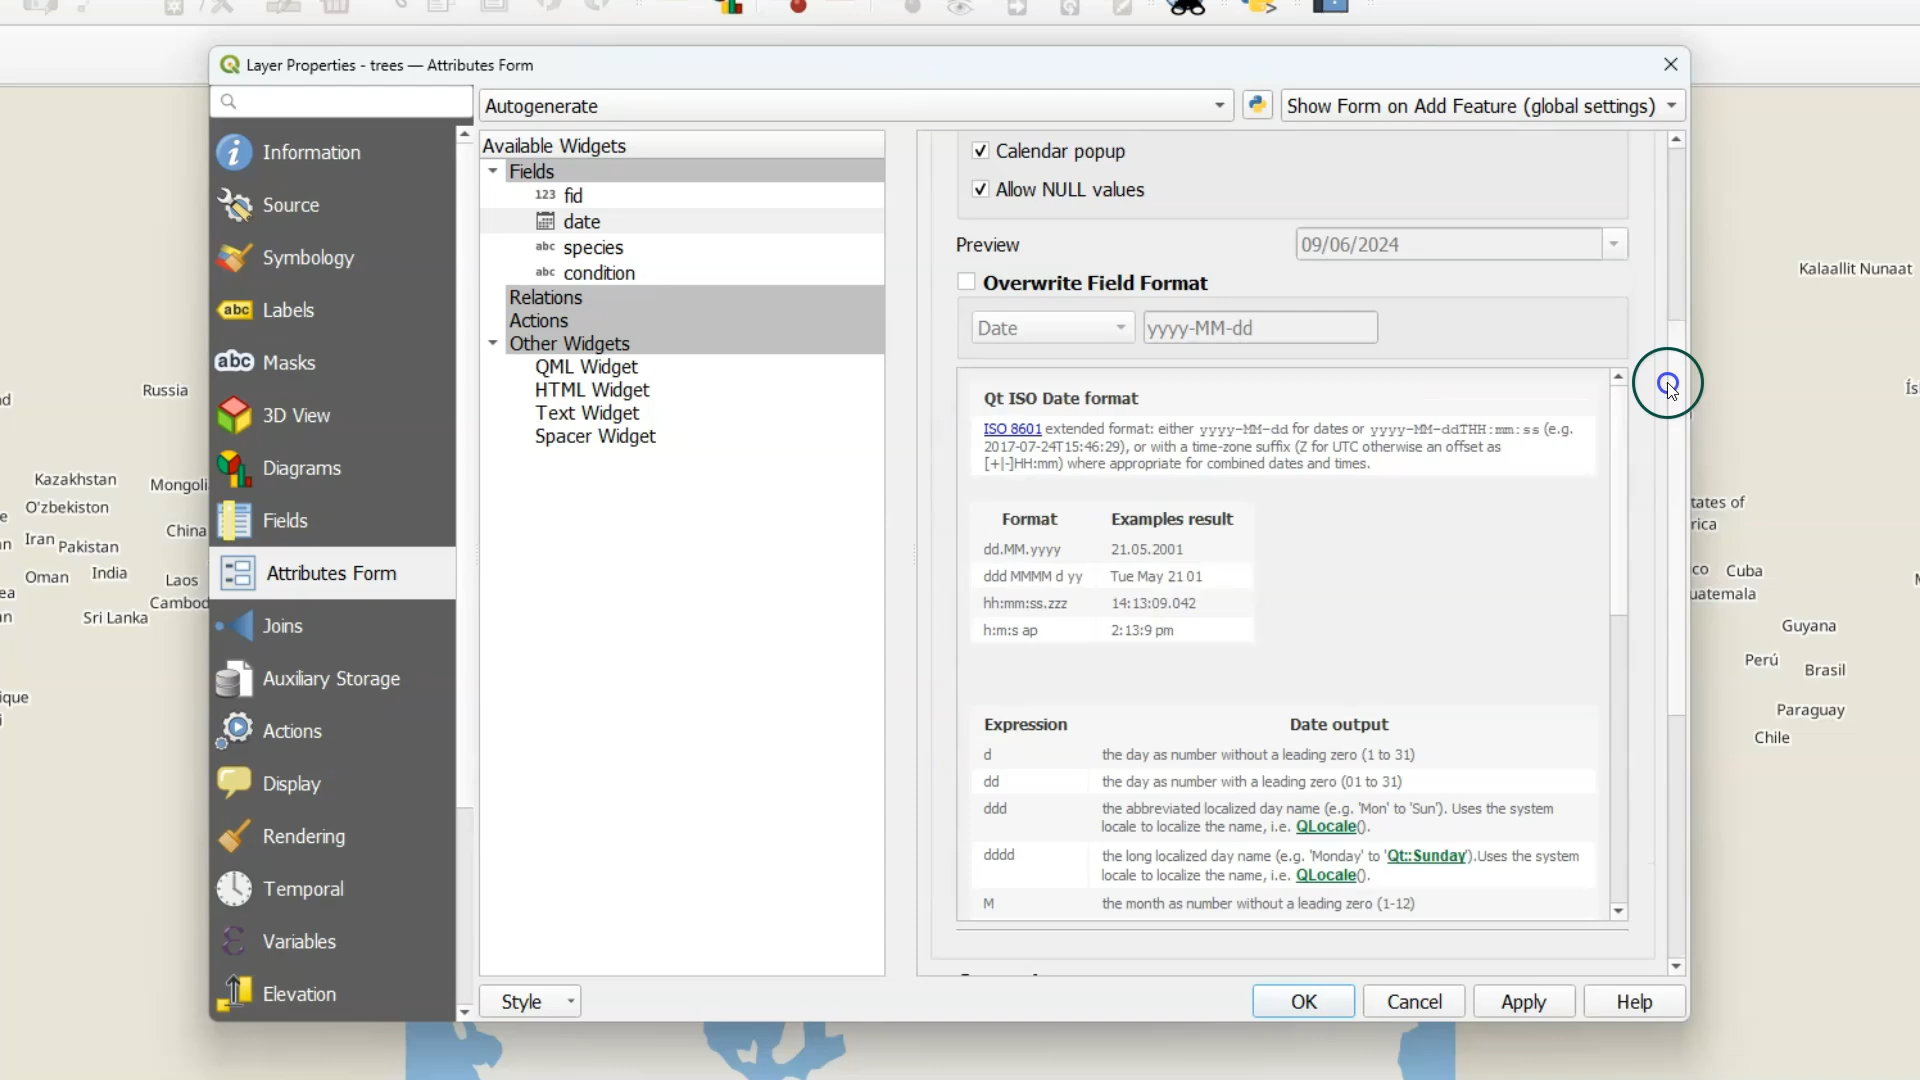 Layer Properties - trees — Attributes Form
Autogenerate
Show Form on Add Feature (global settings)
Information
Source
Symbology
abc Labels
abc Masks
3D View
Diagrams
Fields
Attributes Form
Joins
Auxiliary Storage
Actions
Display
Rendering
Temporal
Variables
Elevation
Available Widgets
Fields
123 fid
date
abc species
abc condition
Relations
Actions
Other Widgets
QML Widget
HTML Widget
Text Widget
Spacer Widget
Calendar popup
Allow NULL values
Preview
09/06/2024
Overwrite Field Format
Date
yyyy-MM-dd
Qt ISO Date format
ISO 8601 extended format: either yyyy-MM-dd for dates or yyyy-MM-ddTHH:mm:ss (e.g.
2017-07-24T15:46:29), or with a time-zone suffix (Z for UTC otherwise an offset as
[+|-]HH:mm) where appropriate for combined dates and times.
Format Examples result
dd.MM.yyyy 21.05.2001
ddd MMMM d yy Tue May 21 01
hh:mm:ss.zzz 14:13:09.042
h:m:s ap 2:13:9 pm
Expression Date output
d the day as number without a leading zero (1 to 31)
dd the day as number with a leading zero (01 to 31)
ddd the abbreviated localized day name (e.g. 'Mon' to 'Sun'). Uses the system
locale to localize the name, i.e. QLocale().
dddd the long localized day name (e.g. 'Monday' to 'Qt::Sunday').Uses the system
locale to localize the name, i.e. QLocale().
M the month as number without a leading zero (1-12)
Style
OK
Cancel
Apply
Help
Russia
Kazakhstan
Mongoli
O'zbekiston
China
Iran
Pakistan
Oman
India
Laos
Cambod
Sri Lanka
ique
Kalaallit Nunaat
Ís
tates of
rica
co
Cuba
uatemala
Guyana
Perú
Brasil
Paraguay
Chile